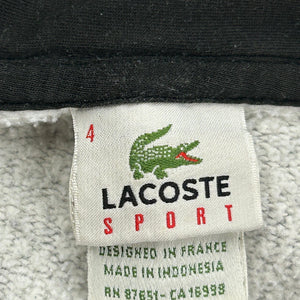 4
LACOSTE
SPORT
DESIGNED IN FRANCE
MADE IN INDONESIA
RN 87651 - CA 16998